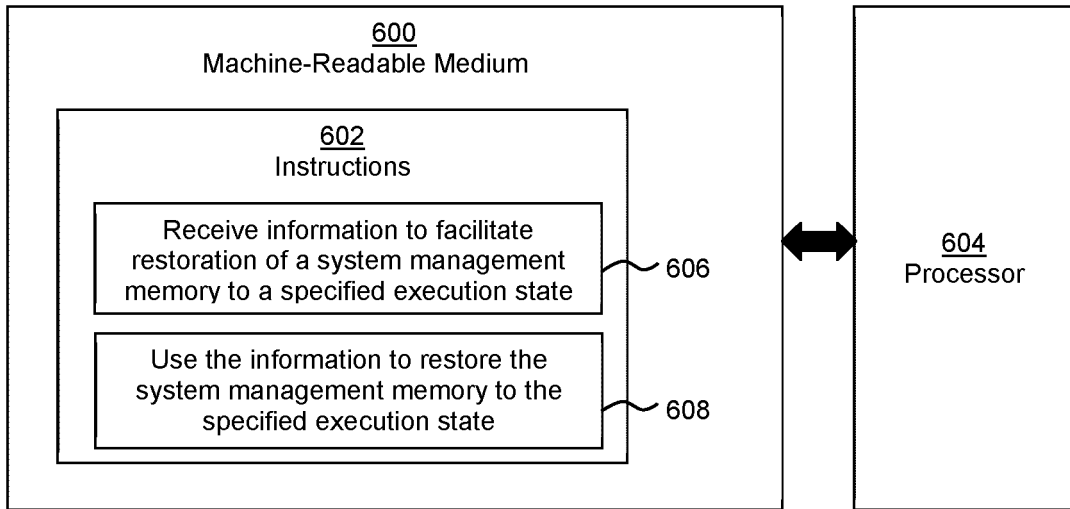 600
Machine-Readable Medium
602
Instructions
Receive information to facilitate
restoration of a system management
memory to a specified execution state
606
Use the information to restore the
system management memory to the
specified execution state
608
604
Processor